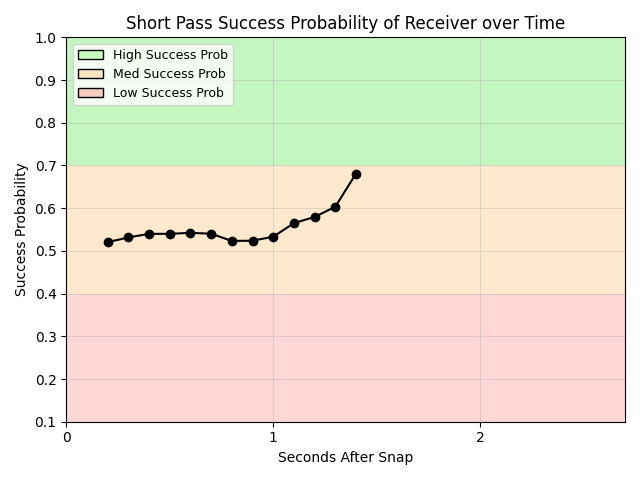 Short Pass Success Probability of Receiver over Time
1.0
High Success Prob
Med Success Prob
Low Success Prob
0.9
0.8
0.7
0.6
0.5
0.4
0.3
0.2
0.1
Success Probability
0 1 2
Seconds After Snap